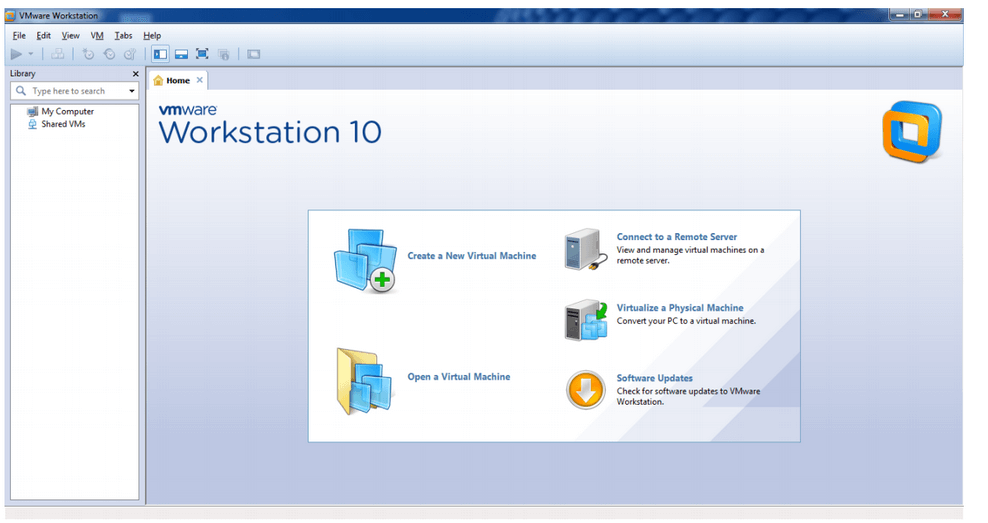 VMware Workstation
File Edit View VM Tabs Help
Library
Type here to search
My Computer
Shared VMs
Home
vmware
Workstation 10
Create a New Virtual Machine
Open a Virtual Machine
Connect to a Remote Server
View and manage virtual machines on a
remote server.
Virtualize a Physical Machine
Convert your PC to a virtual machine.
Software Updates
Check for software updates to VMware
Workstation.